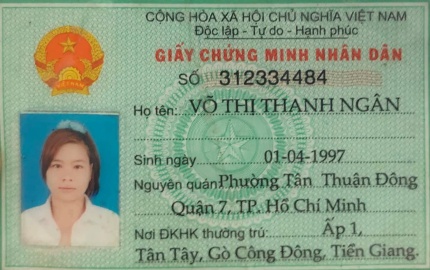 CỘNG HÒA XÃ HỘI CHỦ NGHĨA VIỆT NAM
Độc lập - Tự do - Hạnh phúc
GIẤY CHỨNG MINH NHÂN DÂN
SỐ 312334484
Họ tên: VÕ THỊ THANH NGÂN
Sinh ngày 01-04-1997
Nguyên quán Phường Tân Thuận Đông
Quận 7, TP. Hồ Chí Minh
Nơi ĐKHK thường trú: Ấp 1,
Tân Tây, Gò Công Đông, Tiền Giang.